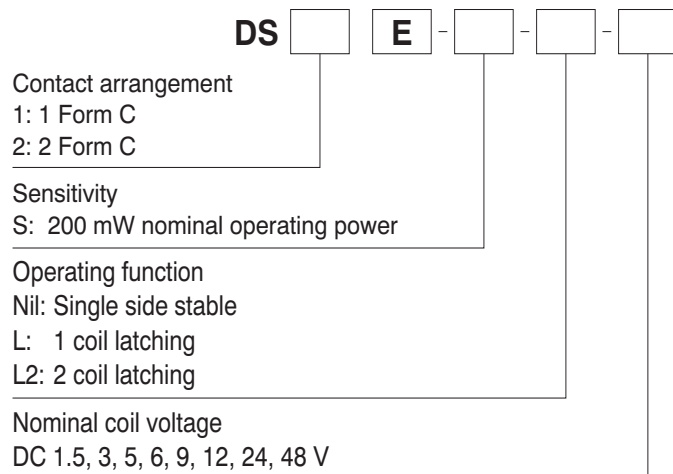 DS E - - -
Contact arrangement
1: 1 Form C
2: 2 Form C
Sensitivity
S: 200 mW nominal operating power
Operating function
Nil: Single side stable
L: 1 coil latching
L2: 2 coil latching
Nominal coil voltage
DC 1.5, 3, 5, 6, 9, 12, 24, 48 V